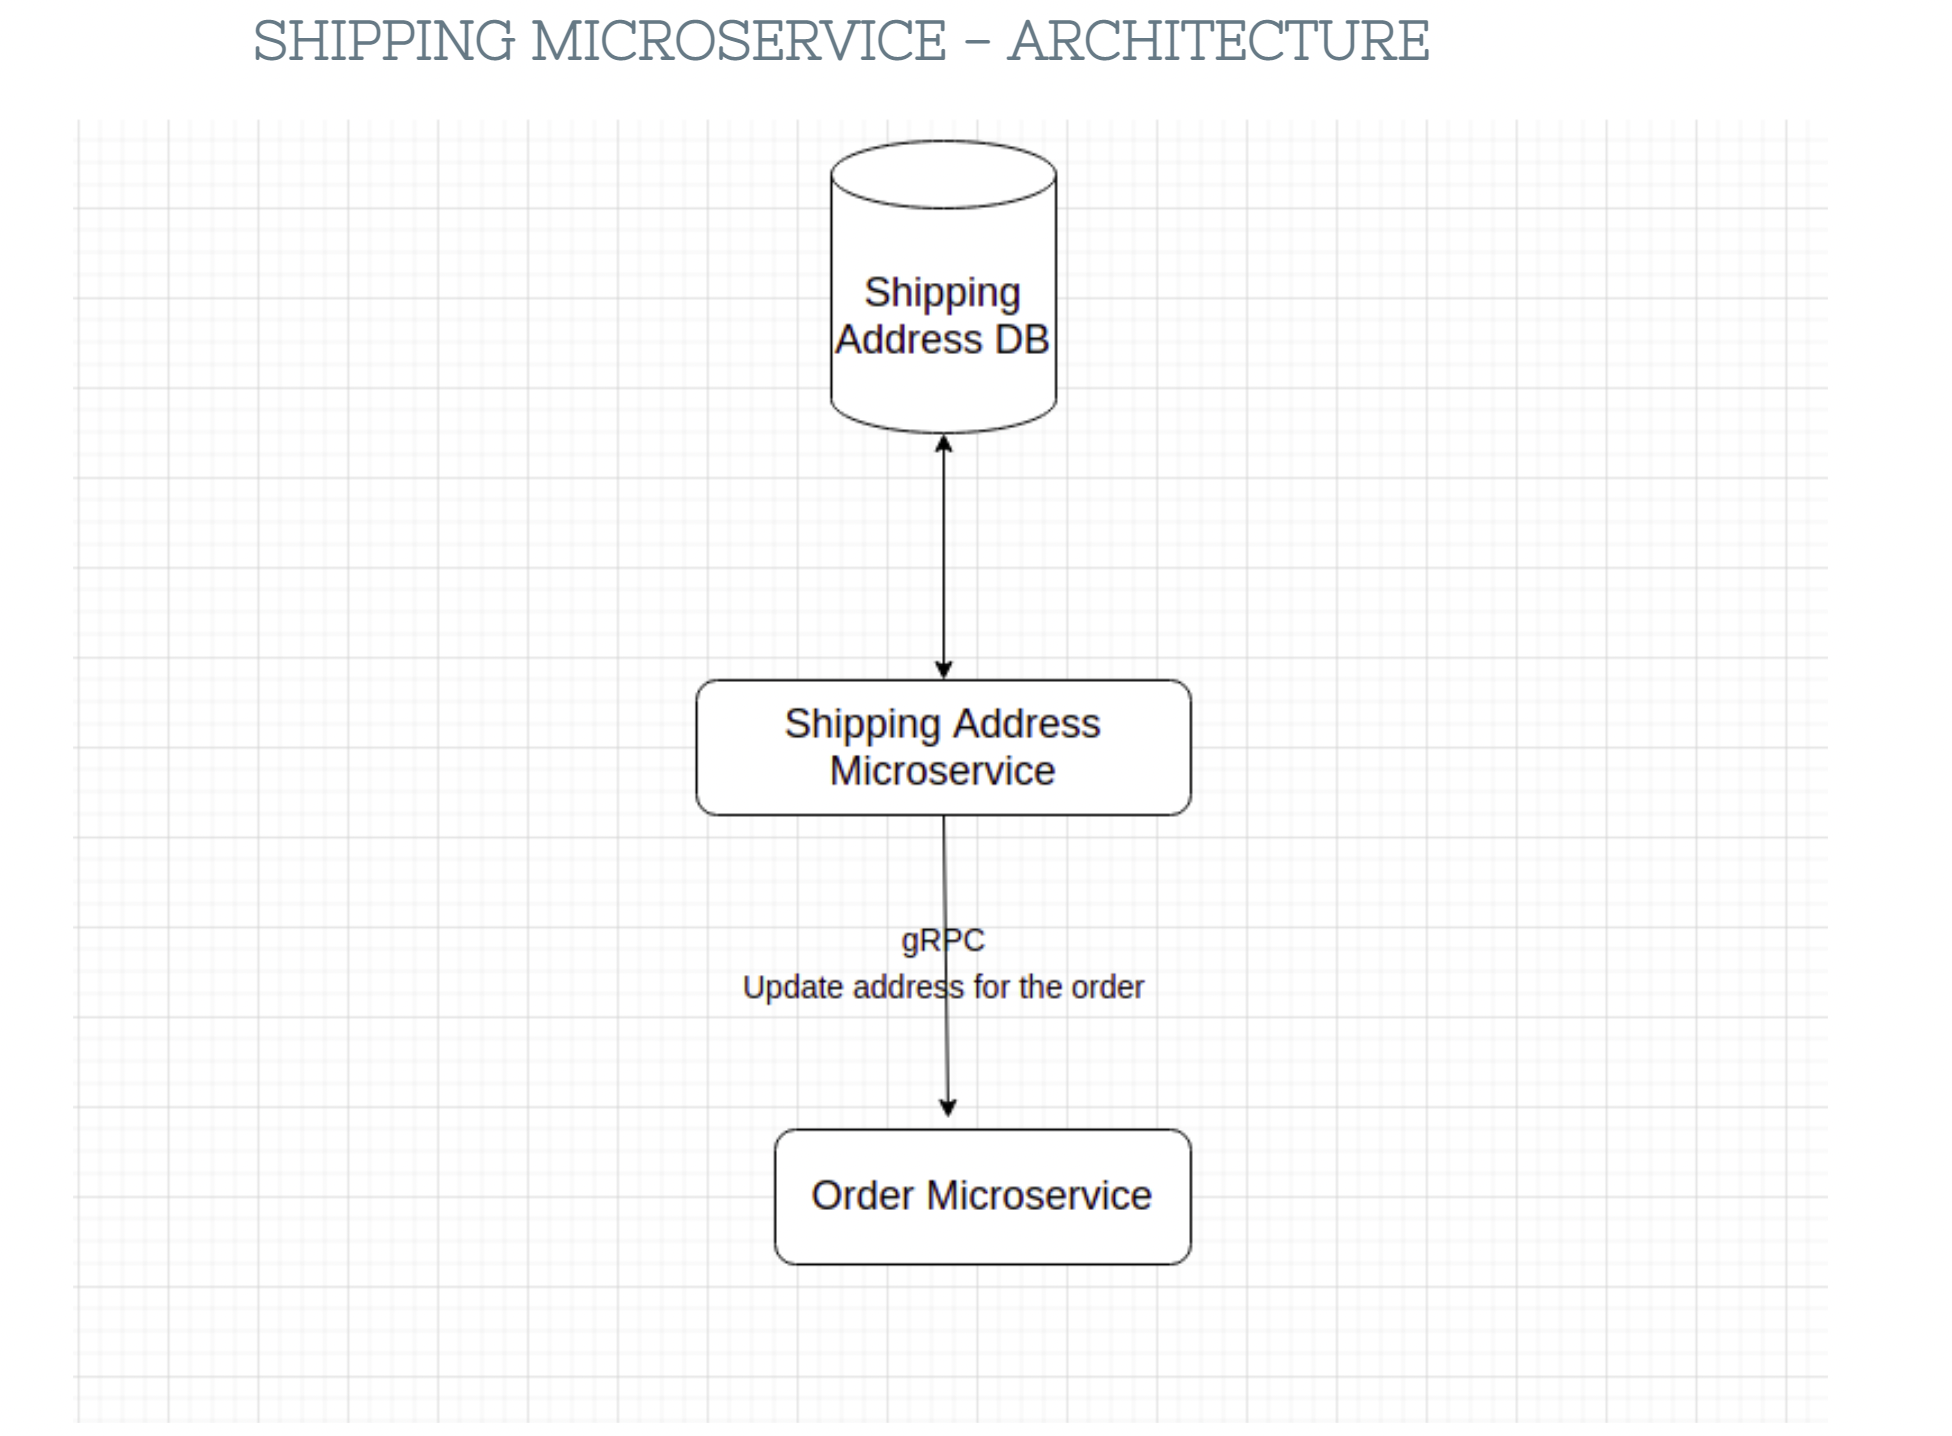 SHIPPING MICROSERVICE – ARCHITECTURE
Shipping
Address DB
Shipping Address
Microservice
gRPC
Update address for the order
Order Microservice